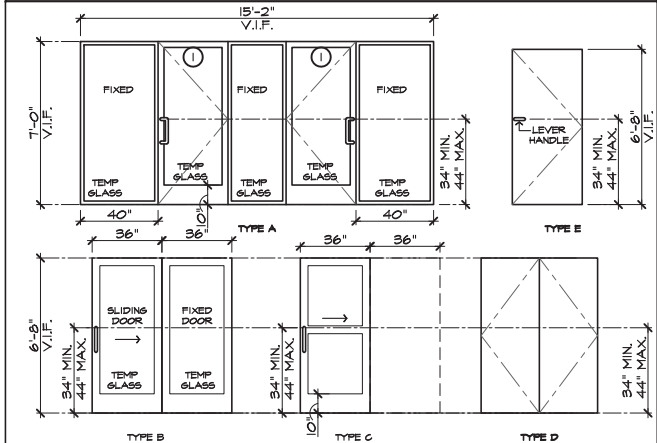 15'-2"
V.I.F.
7'-0"
V.I.F.
FIXED
1
FIXED
1
FIXED
TEMP
GLASS
TEMP
GLASS
TEMP
GLASS
TEMP
GLASS
TEMP
GLASS
34" MIN.
44" MAX.
40"
10"
TYPE A
40"
LEVER
HANDLE
34" MIN.
44" MAX.
6'-8"
V.I.F.
TYPE E
36"
36"
6'-8"
V.I.F.
34" MIN.
44" MAX.
SLIDING
DOOR
FIXED
DOOR
TEMP
GLASS
TEMP
GLASS
TYPE B
36"
36"
34" MIN.
44" MAX.
10"
TYPE C
34" MIN.
44" MAX.
TYPE D